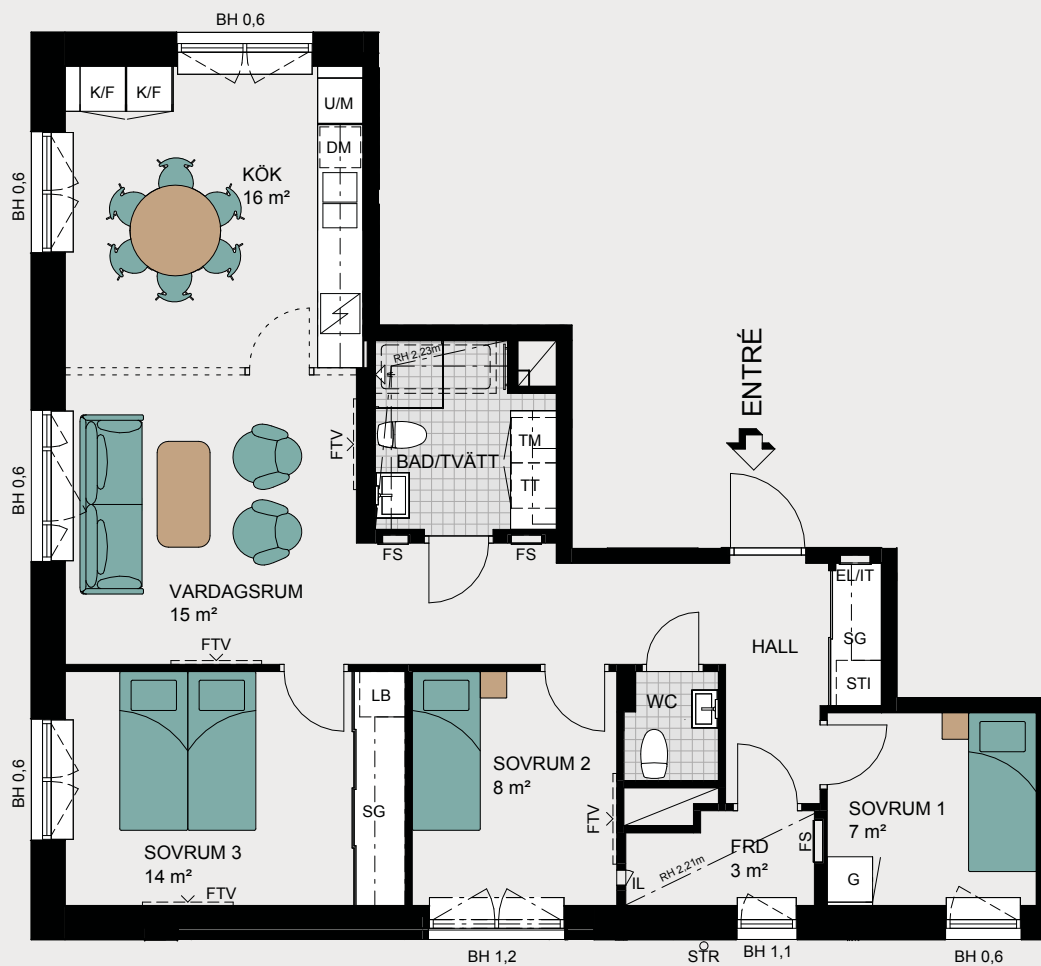 BH 0,6
K/F K/F
U/M
DM
KÖK
16 m²
BH 0,6
RH 2,23m
ENTRÉ
FTV
TM
BAD/TVÄTT
TT
BH 0,6
FS
FS
EL/IT
VARDAGSRUM
15 m²
FTV
HALL
SG
STI
LB
WC
SOVRUM 2
8 m²
BH 0,6
SG
FTV
SOVRUM 1
7 m²
SOVRUM 3
14 m²
FRD
3 m²
FS
RH 2,21m
IL
G
FTV
BH 1,2
STR
BH 1,1
BH 0,6